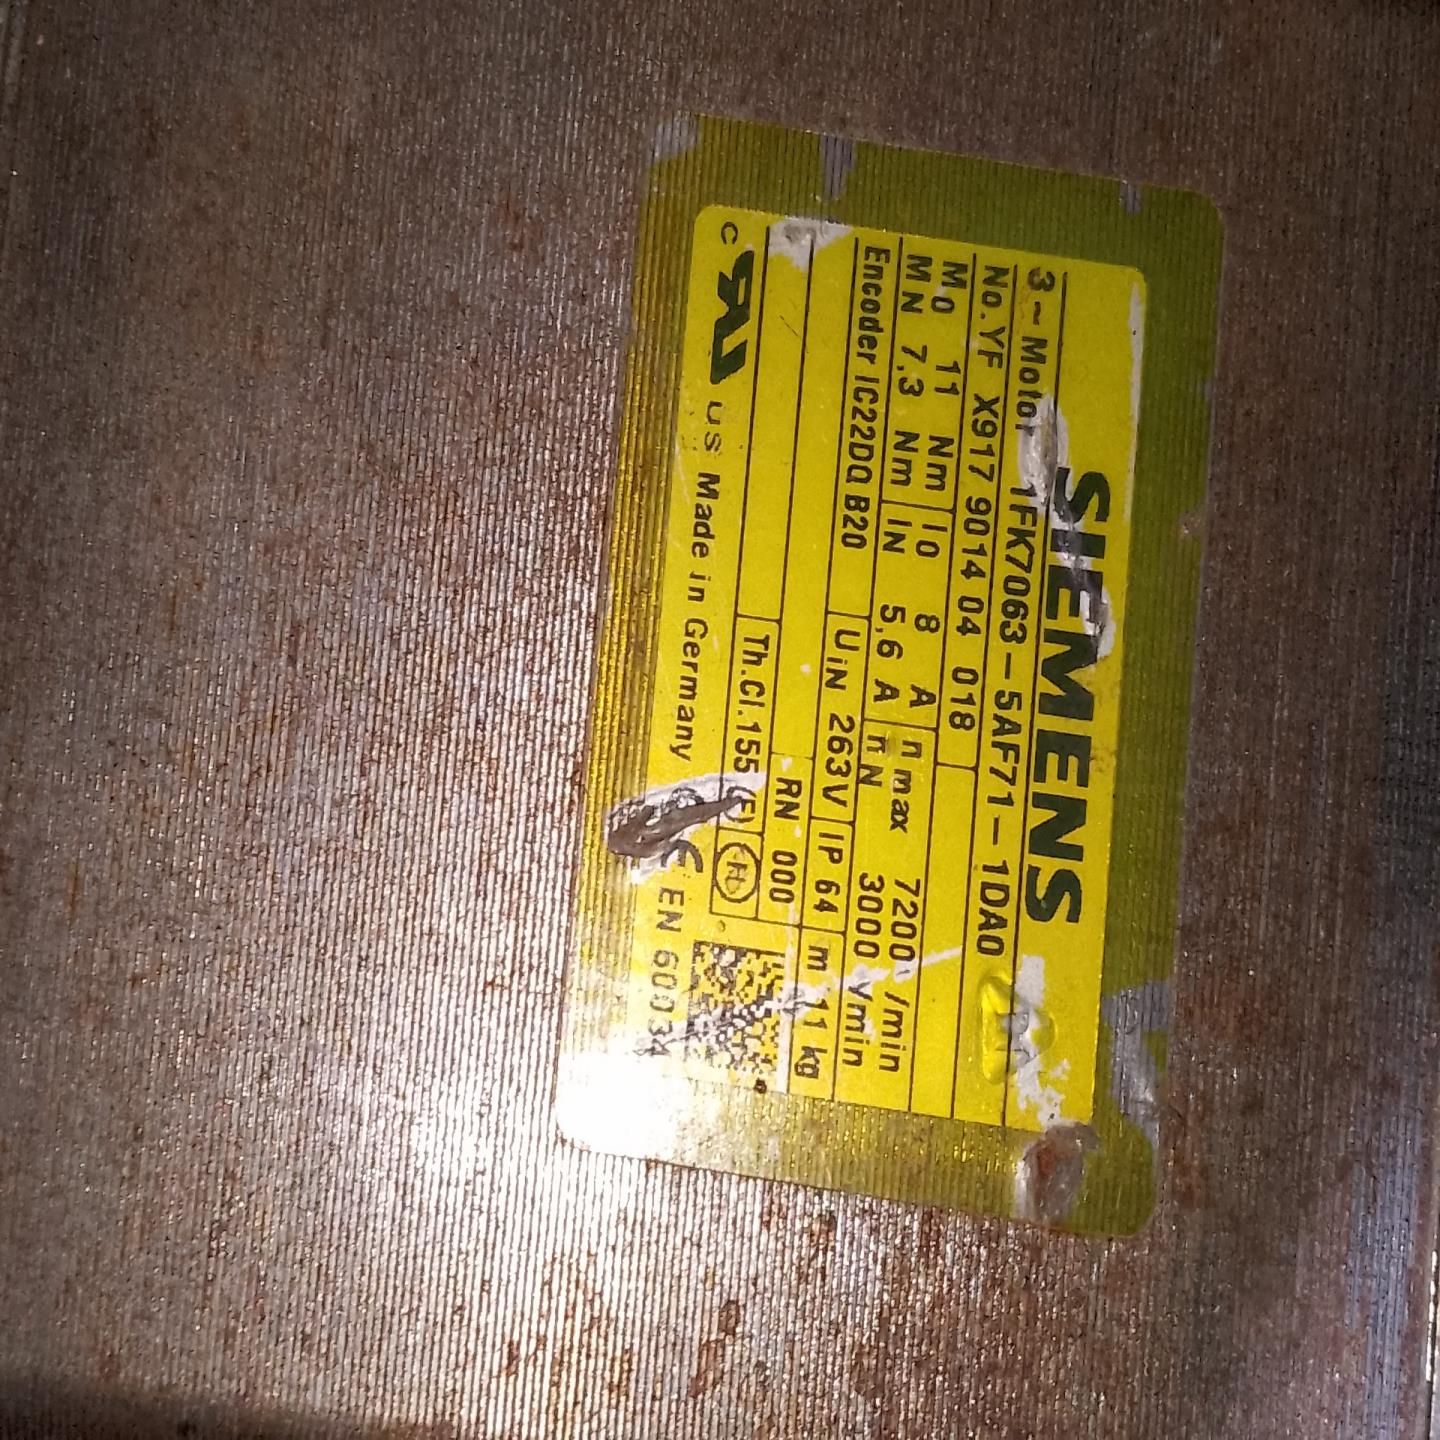 SIEMENS
3~Motor 1FK7063-5AF71-1DA0
No.YF X917 9014 04 018
M0 11 Nm I0 8 A n max 7200 /min
MN 7,3 Nm IN 5,6 A nN 3000 /min
Encoder IC22DQ B20 UIN 263V IP 64 m 11 kg
RN 000
Th.Cl.155 (F) H
c US Made in Germany CE EN 60034